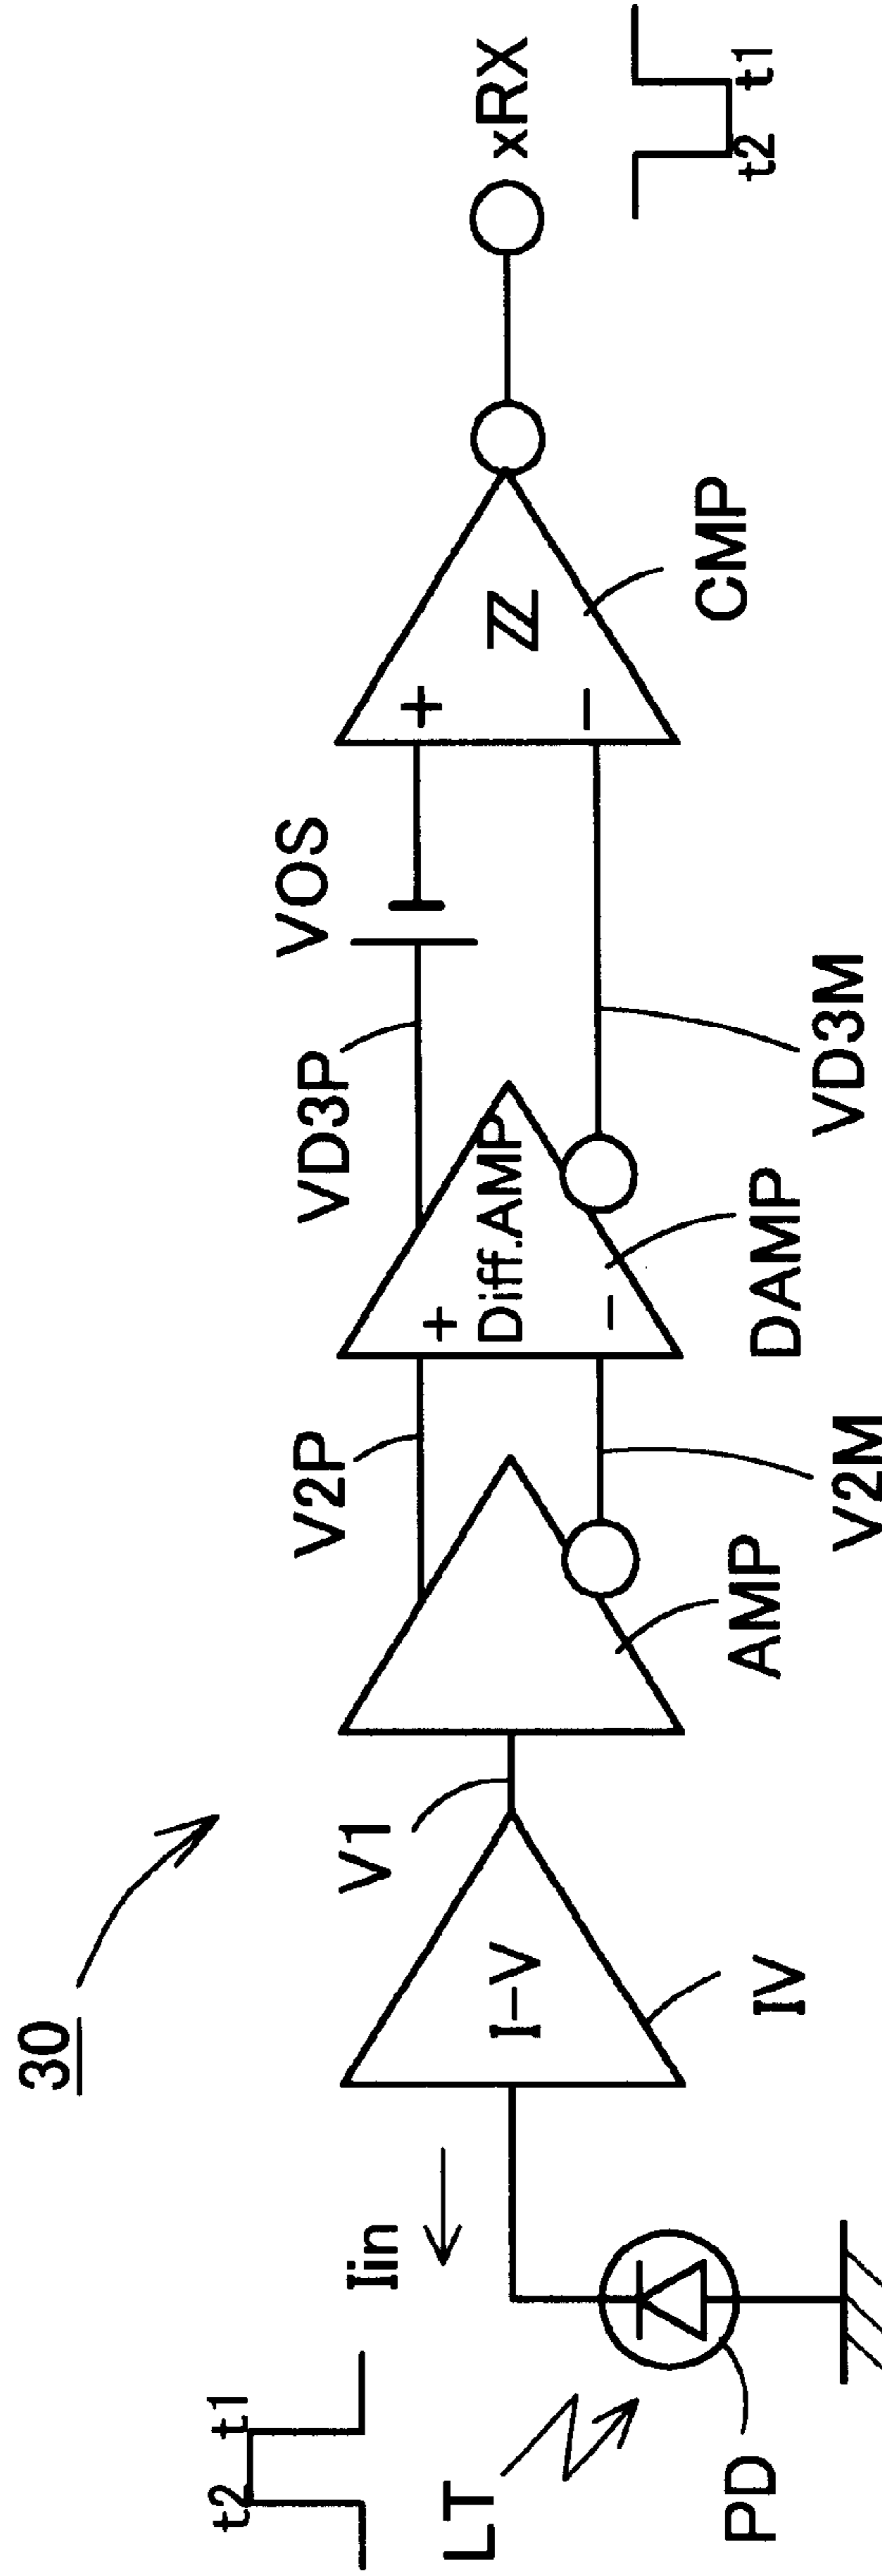 30
t2 t1
LT
PD
Iin
I-V
IV
V1
AMP
V2P
V2M
+
Diff.AMP
−
DAMP
VD3P
VD3M
VOS
+
−
CMP
xRX
t2 t1